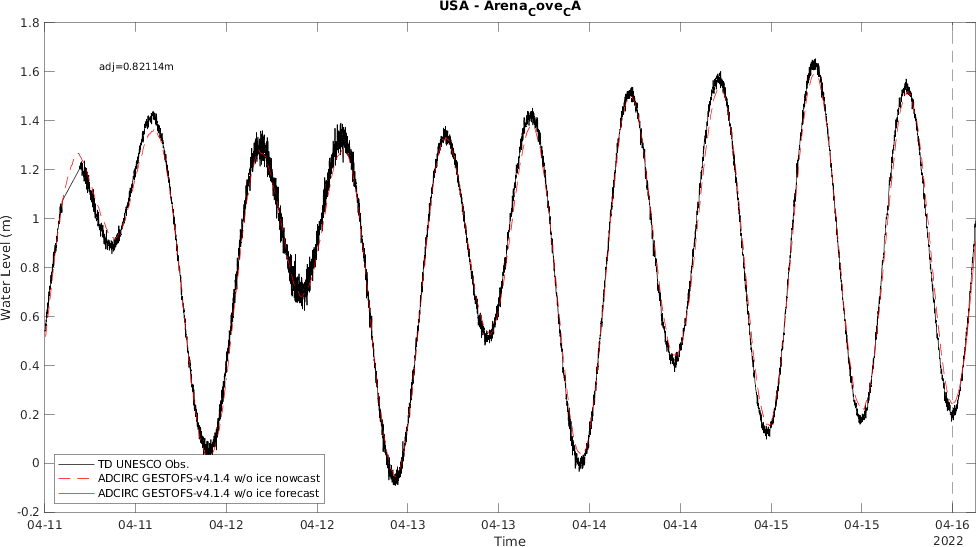 USA - Arena_Cove_CA
adj=0.82114m
1.8
1.6
1.4
1.2
1
0.8
0.6
0.4
0.2
0
-0.2
Water Level (m)
TD UNESCO Obs.
ADCIRC GESTOFS-v4.1.4 w/o ice nowcast
ADCIRC GESTOFS-v4.1.4 w/o ice forecast
04-11 04-11 04-12 04-12 04-13 04-13 04-14 04-14 04-15 04-15 04-16
Time
2022